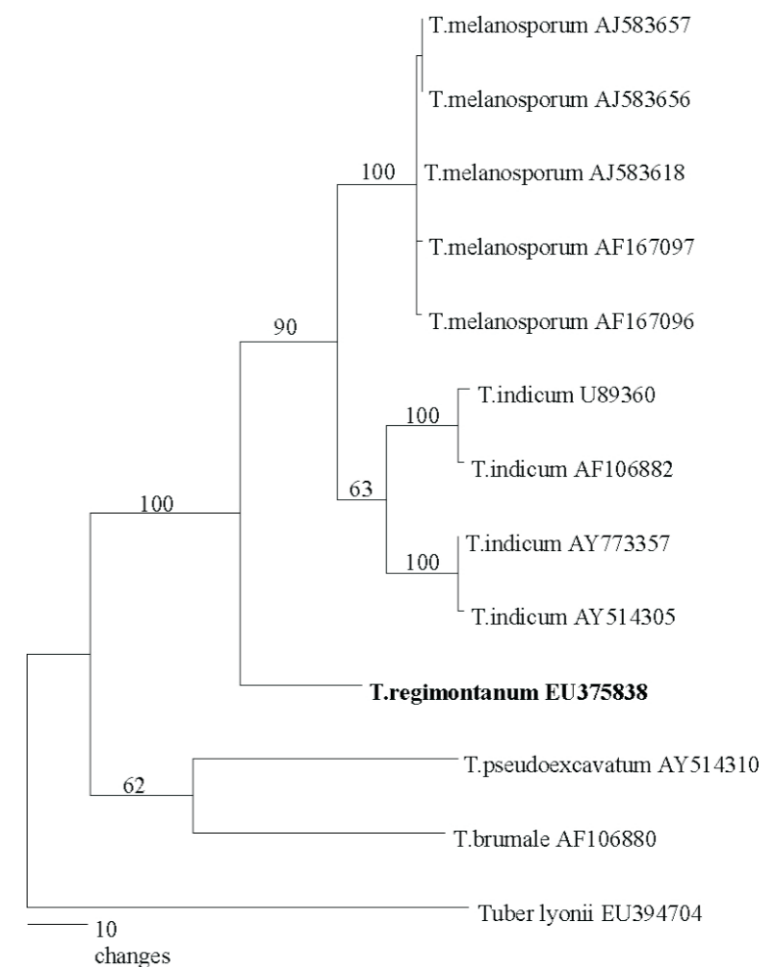 T.melanosporum AJ583657
T.melanosporum AJ583656
100
T.melanosporum AJ583618
T.melanosporum AF167097
T.melanosporum AF167096
90
T.indicum U89360
100
T.indicum AF106882
63
100
T.indicum AY773357
100
T.indicum AY514305
T.regimontanum EU375838
T.pseudoexcavatum AY514310
62
T.brumale AF106880
Tuber lyonii EU394704
10
changes